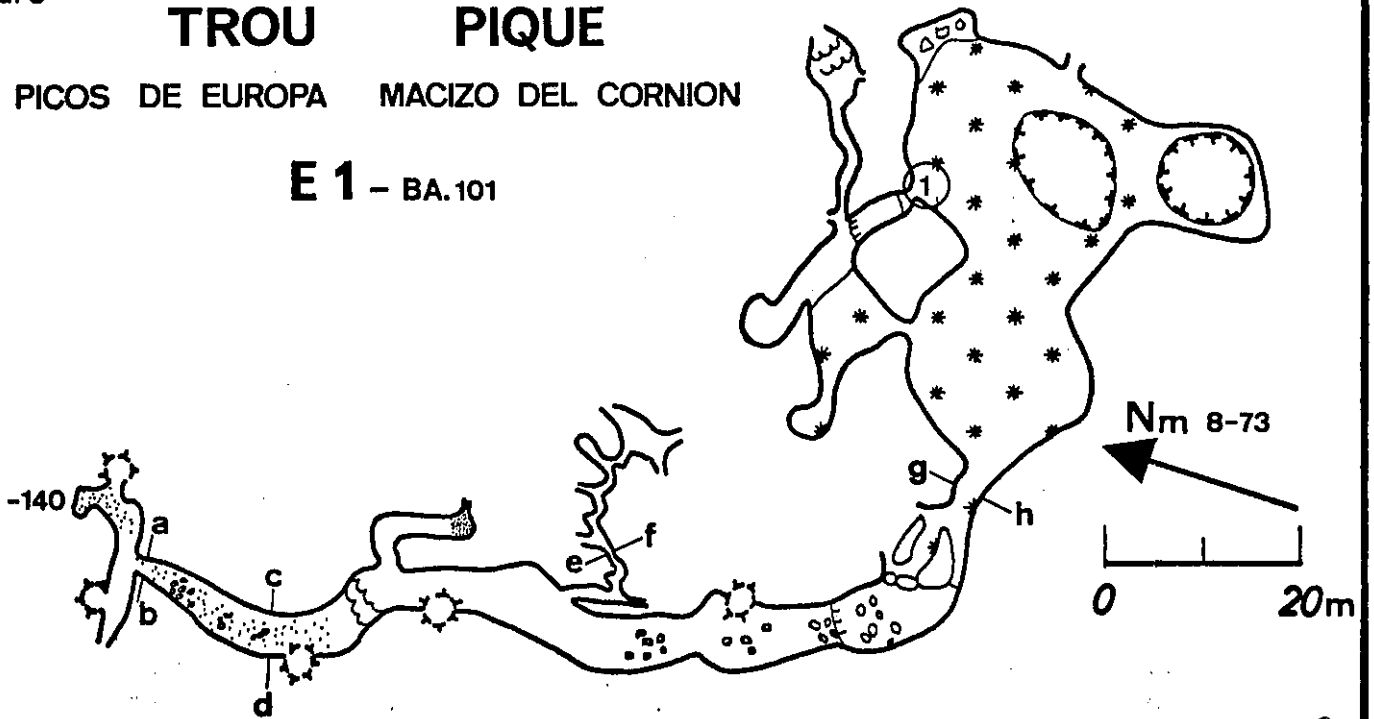 TROU PIQUE
PICOS DE EUROPA MACIZO DEL CORNION
E 1 - BA.101
1
Nm 8-73
g
h
-140
a
f
e
c
b
d
0 20m